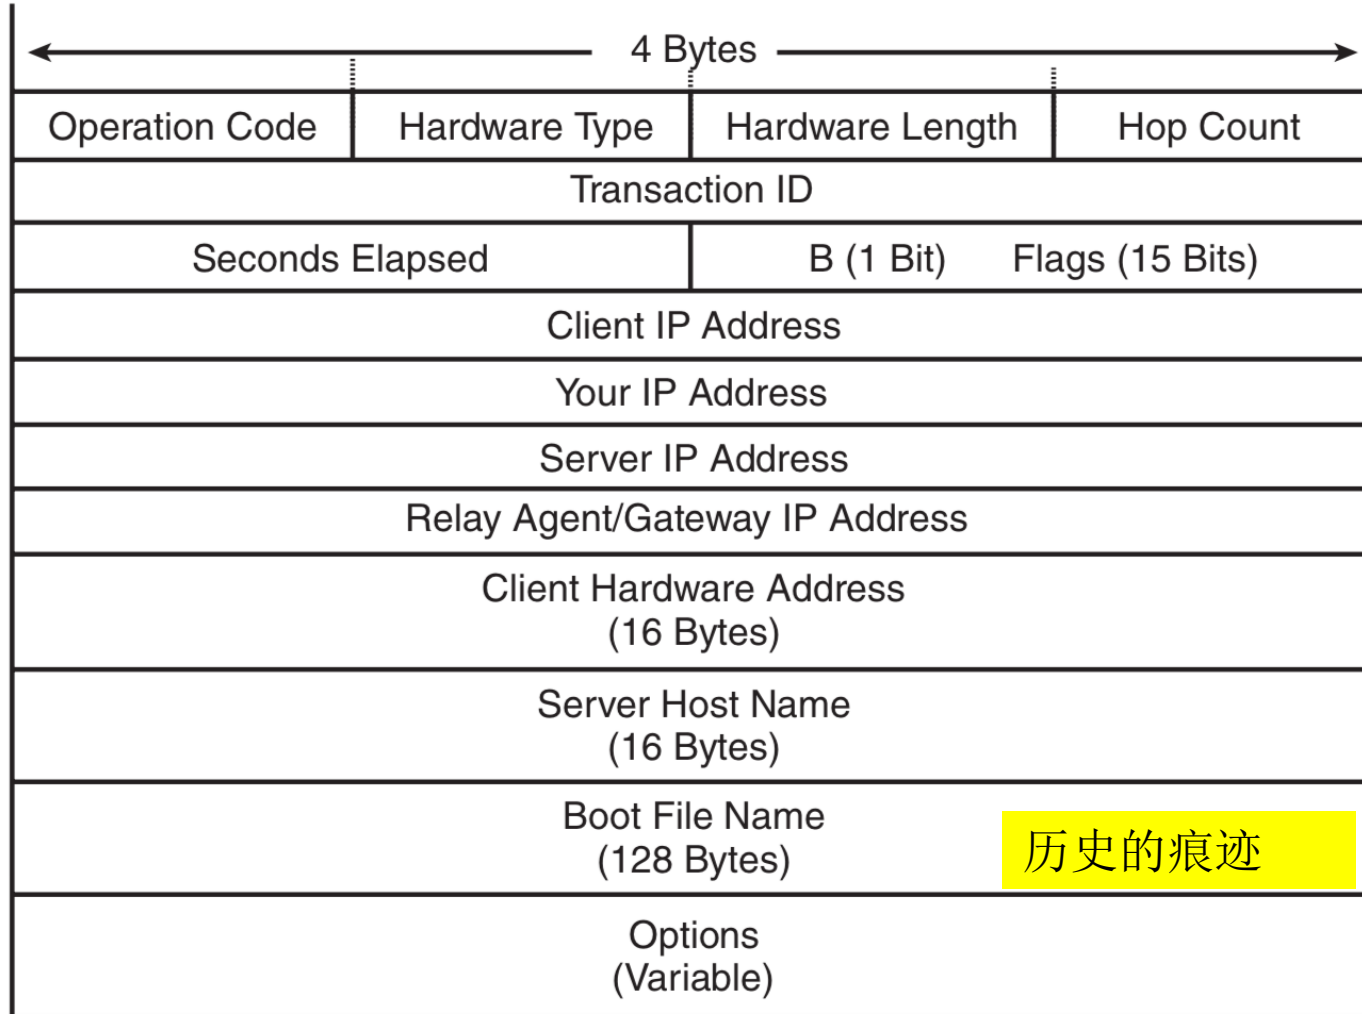 4 Bytes
Operation Code Hardware Type Hardware Length Hop Count
Transaction ID
Seconds Elapsed B (1 Bit) Flags (15 Bits)
Client IP Address
Your IP Address
Server IP Address
Relay Agent/Gateway IP Address
Client Hardware Address
(16 Bytes)
Server Host Name
(16 Bytes)
Boot File Name
(128 Bytes)
历史的痕迹
Options
(Variable)